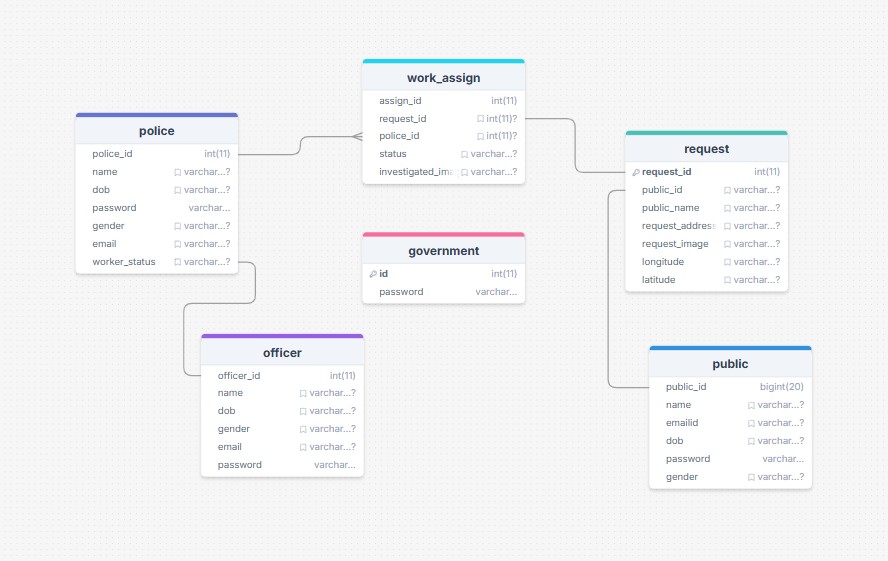 work_assign
assign_id int(11)
request_id int(11)?
police_id int(11)?
status varchar...?
investigated_im varchar...?
police
police_id int(11)
name varchar...?
dob varchar...?
password varchar...
gender varchar...?
email varchar...?
worker_status varchar...?
request
request_id int(11)
public_id varchar...?
public_name varchar...?
request_addres varchar...?
request_image varchar...?
longitude varchar...?
latitude varchar...?
government
id int(11)
password varchar...
officer
officer_id int(11)
name varchar...?
dob varchar...?
gender varchar...?
email varchar...?
password varchar...
public
public_id bigint(20)
name varchar...?
emailid varchar...?
dob varchar...?
password varchar...
gender varchar...?